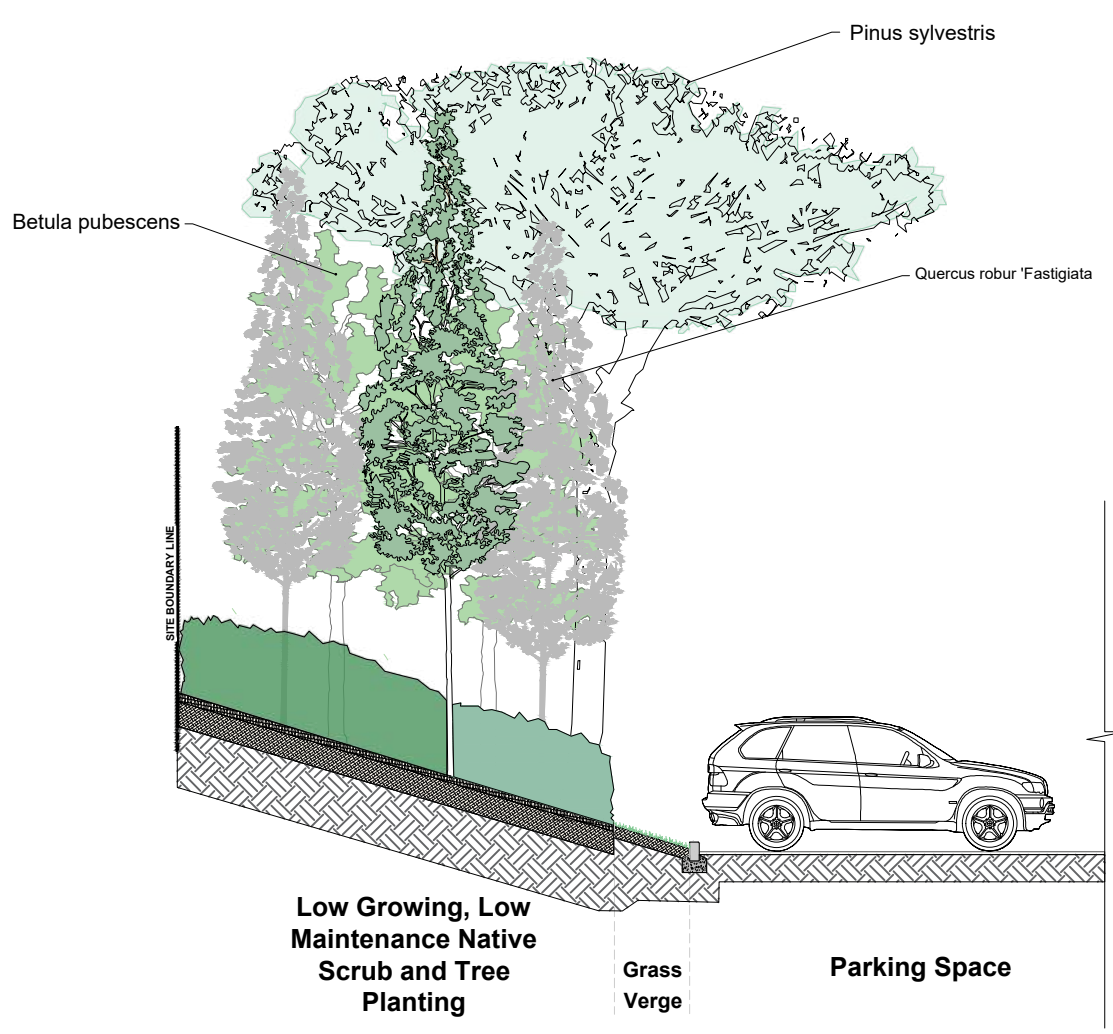 Pinus sylvestris
Betula pubescens
Quercus robur 'Fastigiata
SITE BOUNDARY LINE
Low Growing, Low
Maintenance Native
Scrub and Tree
Planting
Grass
Verge
Parking Space